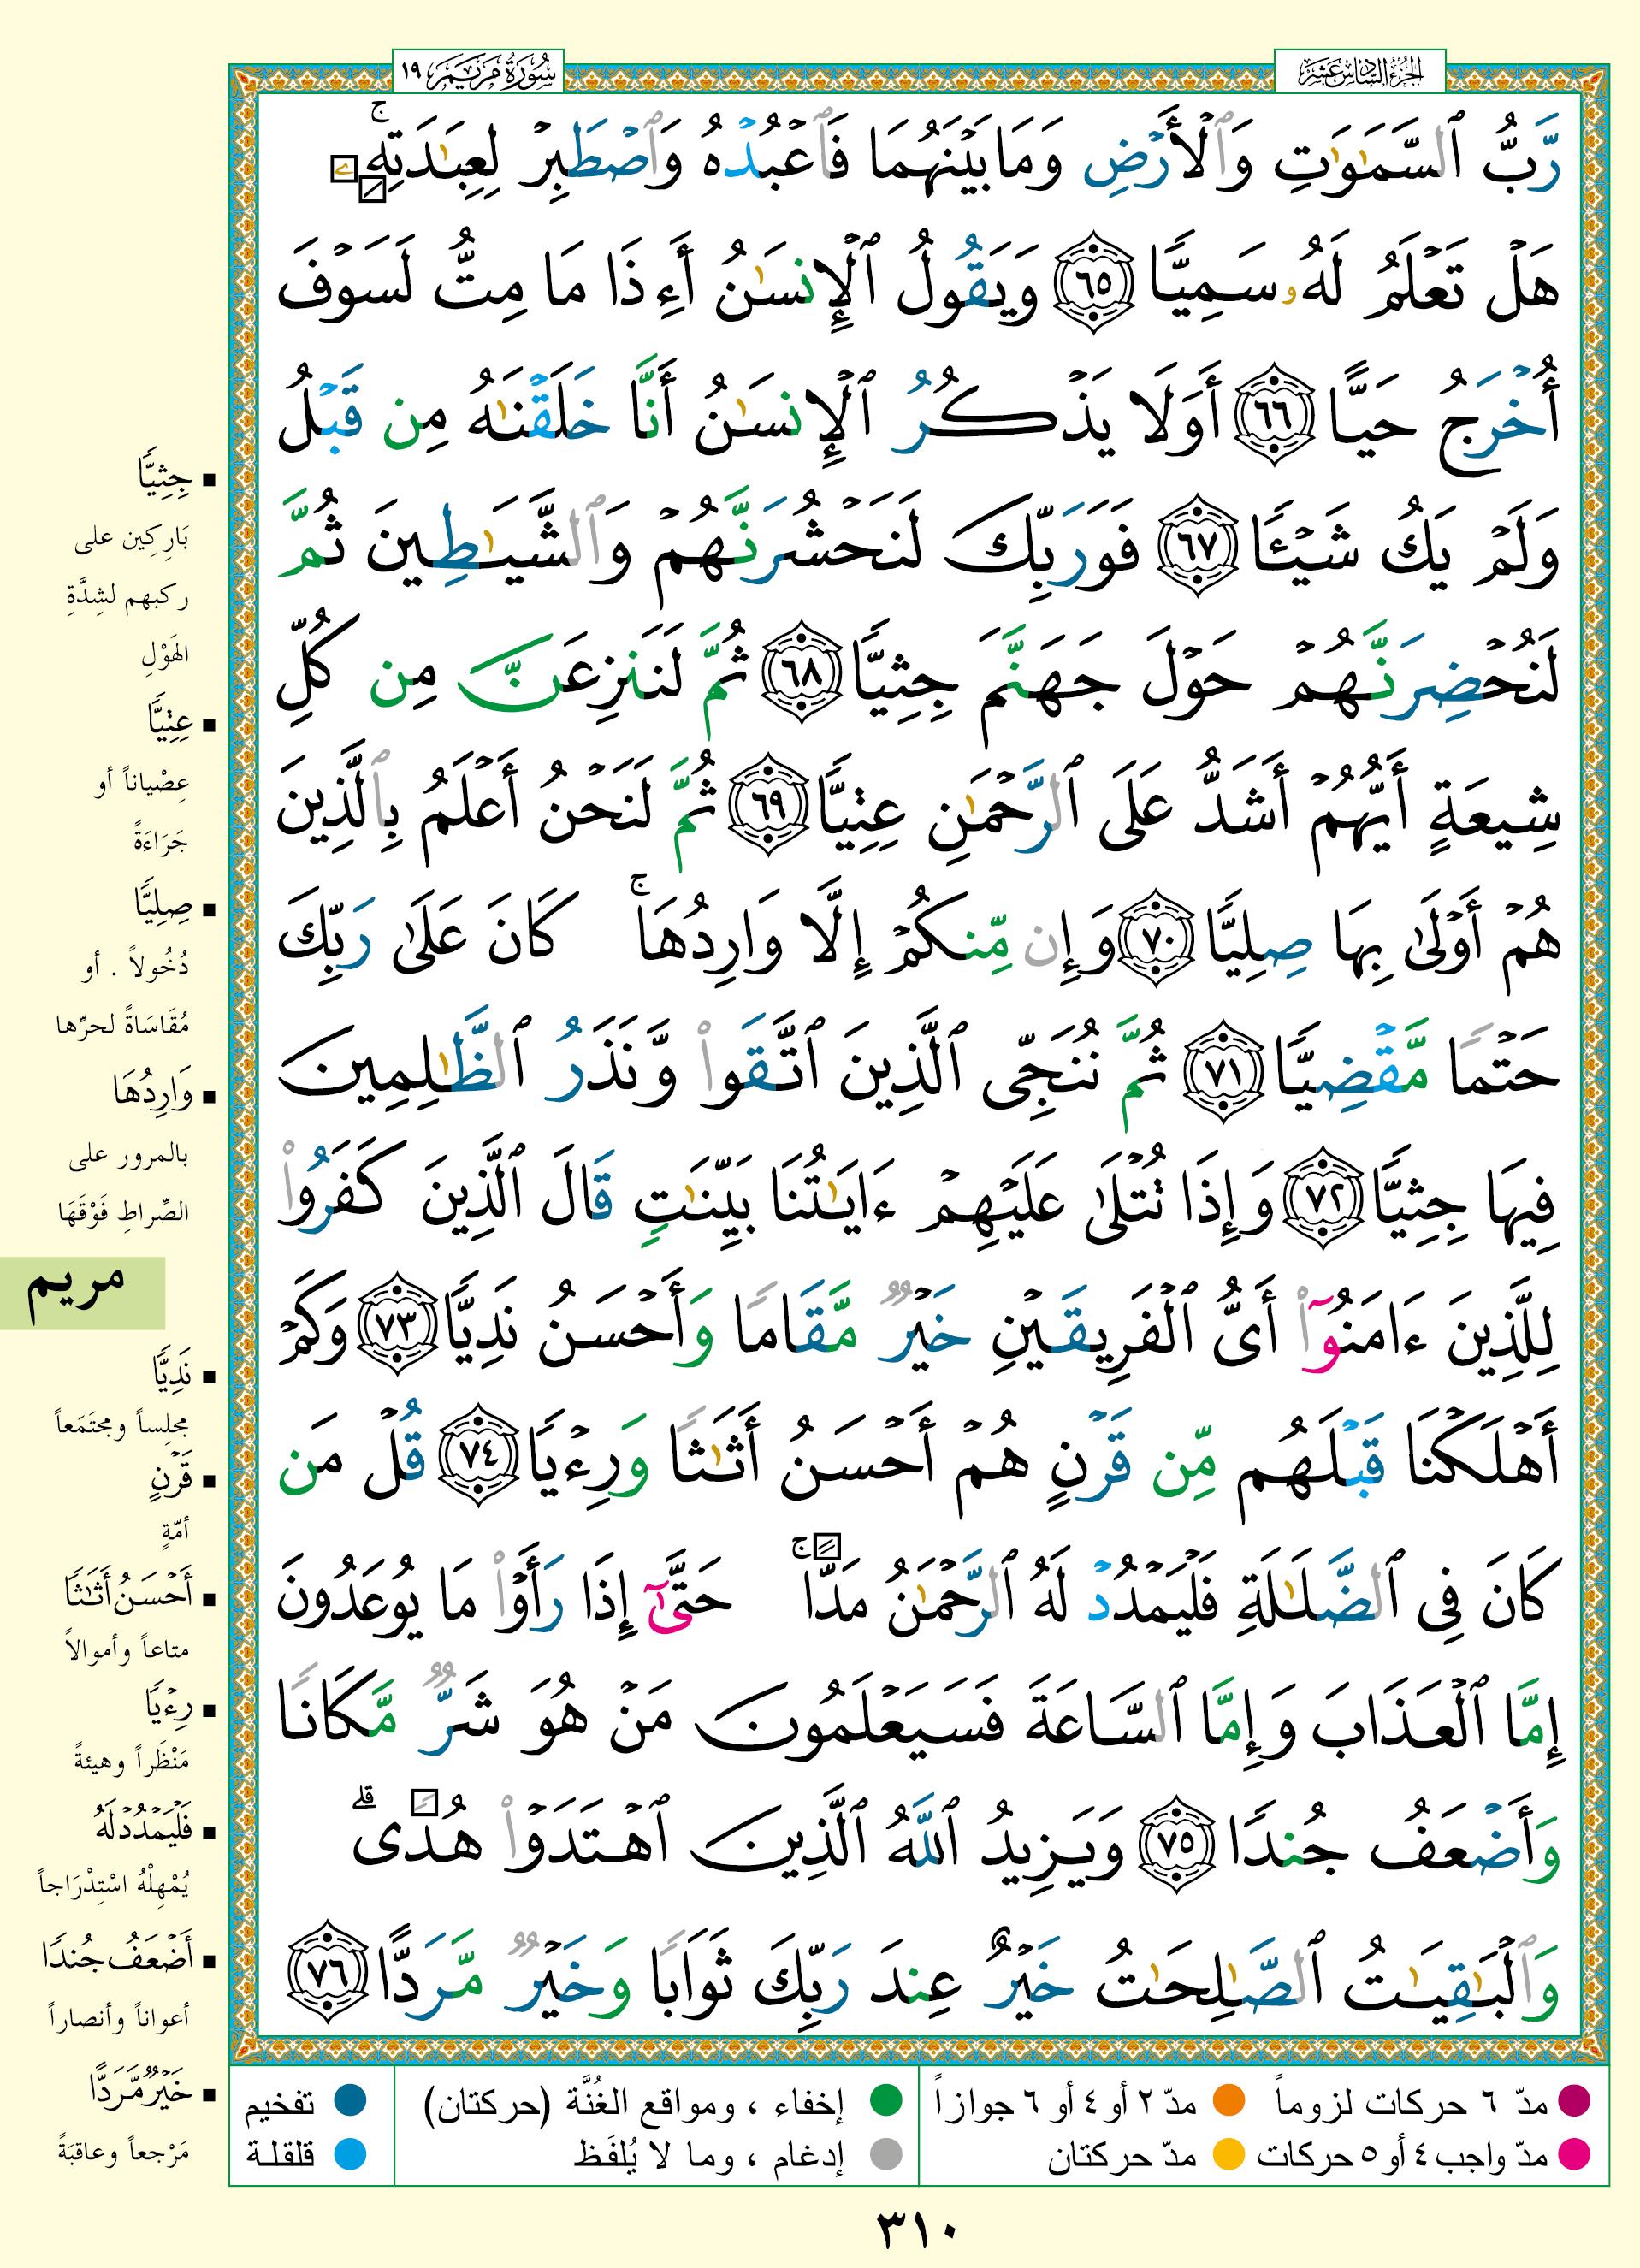 الجزء السادس عشر
سورة مريم ١٩
رَّبُّ ٱلسَّمَٰوَٰتِ وَٱلْأَرْضِ وَمَا بَيْنَهُمَا فَٱعْبُدْهُ وَٱصْطَبِرْ لِعِبَٰدَتِهِۦ ۚ
هَلْ تَعْلَمُ لَهُۥ سَمِيًّا ٦٥ وَيَقُولُ ٱلْإِنسَٰنُ أَءِذَا مَا مِتُّ لَسَوْفَ
أُخْرَجُ حَيًّا ٦٦ أَوَلَا يَذْكُرُ ٱلْإِنسَٰنُ أَنَّا خَلَقْنَٰهُ مِن قَبْلُ
وَلَمْ يَكُ شَيْـًٔا ٦٧ فَوَرَبِّكَ لَنَحْشُرَنَّهُمْ وَٱلشَّيَٰطِينَ ثُمَّ
لَنُحْضِرَنَّهُمْ حَوْلَ جَهَنَّمَ جِثِيًّا ٦٨ ثُمَّ لَنَنزِعَنَّ مِن كُلِّ
شِيعَةٍ أَيُّهُمْ أَشَدُّ عَلَى ٱلرَّحْمَٰنِ عِتِيًّا ٦٩ ثُمَّ لَنَحْنُ أَعْلَمُ بِٱلَّذِينَ
هُمْ أَوْلَىٰ بِهَا صِلِيًّا ٧٠ وَإِن مِّنكُمْ إِلَّا وَارِدُهَا ۚ كَانَ عَلَىٰ رَبِّكَ
حَتْمًا مَّقْضِيًّا ٧١ ثُمَّ نُنَجِّى ٱلَّذِينَ ٱتَّقَوا۟ وَّنَذَرُ ٱلظَّٰلِمِينَ
فِيهَا جِثِيًّا ٧٢ وَإِذَا تُتْلَىٰ عَلَيْهِمْ ءَايَٰتُنَا بَيِّنَٰتٍ قَالَ ٱلَّذِينَ كَفَرُوا۟
لِلَّذِينَ ءَامَنُوٓا۟ أَىُّ ٱلْفَرِيقَيْنِ خَيْرٌ مَّقَامًا وَأَحْسَنُ نَدِيًّا ٧٣ وَكَمْ
أَهْلَكْنَا قَبْلَهُم مِّن قَرْنٍ هُمْ أَحْسَنُ أَثَٰثًا وَرِءْيًا ٧٤ قُلْ مَن
كَانَ فِى ٱلضَّلَٰلَةِ فَلْيَمْدُدْ لَهُ ٱلرَّحْمَٰنُ مَدًّا ۚ حَتَّىٰٓ إِذَا رَأَوْا۟ مَا يُوعَدُونَ
إِمَّا ٱلْعَذَابَ وَإِمَّا ٱلسَّاعَةَ فَسَيَعْلَمُونَ مَنْ هُوَ شَرٌّ مَّكَانًا
وَأَضْعَفُ جُندًا ٧٥ وَيَزِيدُ ٱللَّهُ ٱلَّذِينَ ٱهْتَدَوْا۟ هُدًى ۗ
وَٱلْبَٰقِيَٰتُ ٱلصَّٰلِحَٰتُ خَيْرٌ عِندَ رَبِّكَ ثَوَابًا وَخَيْرٌ مَّرَدًّا ٧٦
جِثِيًّا
بَارِكِين على
ركبهم لشِدَّةِ
الهَوْلِ
عِتِيًّا
عِصْياناً أو
جَرَاءَةً
صِلِيًّا
دُخُولاً . أو
مُقَاسَاةً لحرِّها
وَارِدُهَا
بالمرور على
الصِّراطِ فَوْقَهَا
مريم
نَدِيًّا
مجلِساً ومجتَمَعاً
قَرْنٍ
أمّةٍ
أَحْسَنُ أَثَٰثًا
متاعاً وأموالاً
رِءْيًا
مَنْظَراً وهيئةً
فَلْيَمْدُدْ لَهُ
يُمْهِلْهُ اسْتِدْرَاجاً
أَضْعَفُ جُندًا
أعواناً وأنصاراً
خَيْرٌ مَّرَدًّا
مَرْجعاً وعاقبَةً
مدّ ٦ حركات لزوماً مدّ ٢ أو ٤ أو ٦ جوازاً إخفاء ، ومواقع الغُنَّة (حركتان) تفخيم
مدّ واجب ٤ أو ٥ حركات مدّ حركتان إدغام ، وما لا يُلفَظ قلقلة
٣١٠